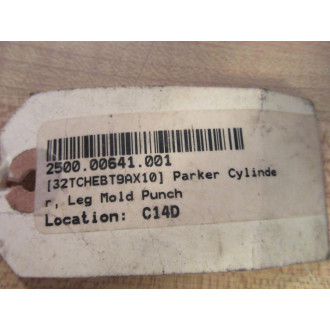 2500.00641.001
[32TCHEBT9AX10] Parker Cylinde
r, Leg Mold Punch
Location: C14D